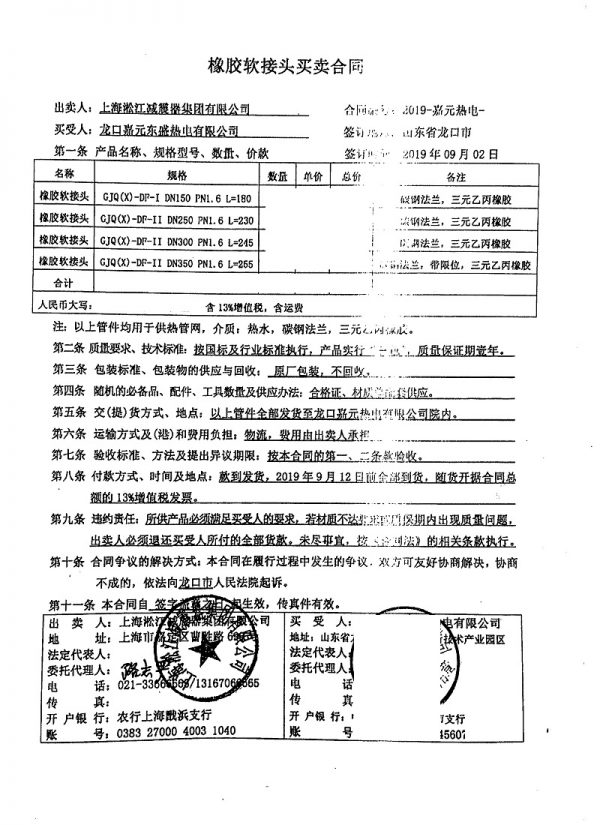 橡胶软接头买卖合同
出卖人：上海淞江减震器集团有限公司 合同编号：2019-嘉元热电-
买受人：龙口嘉元东盛热电有限公司 签订地点：山东省龙口市
第一条 产品名称、规格型号、数量、价款 签订时间：2019年09月02日
名称 规格 数量 单价 总价 备注
橡胶软接头 GJQ(X)-DF-I DN150 PN1.6 L=180 碳钢法兰，三元乙丙橡胶
橡胶软接头 GJQ(X)-DF-II DN250 PN1.6 L=230 碳钢法兰，三元乙丙橡胶
橡胶软接头 GJQ(X)-DF-II DN300 PN1.6 L=245 钢法兰，三元乙丙橡胶
橡胶软接头 GJQ(X)-DF-II DN350 PN1.6 L=255 法兰，带限位，三元乙丙橡胶
合计
人民币大写： 含13%增值税，含运费
注：以上管件均用于供热管网，介质：热水，碳钢法兰，三元乙丙橡胶。
第二条 质量要求、技术标准：按国标及行业标准执行，产品实行 ，质量保证期壹年。
第三条 包装标准、包装物的供应与回收：原厂包装，不回收。
第四条 随机的必备品、配件、工具数量及供应办法：合格证、材质 配套供应。
第五条 交(提)货方式、地点：以上管件全部发货至龙口嘉元热电有限公司院内。
第六条 运输方式及(港)和费用负担：物流，费用由出卖人承担
第七条 验收标准、方法及提出异议期限：按本合同的第一、二条款验收。
第八条 付款方式、时间及地点：款到发货，2019年9月12日前全部到货，随货开据合同总
额的13%增值税发票。
第九条 违约责任：所供产品必须满足买受人的要求，若材质不达 保期内出现质量问题，
出卖人必须退还买受人所付的全部货款。未尽事宜，按《合同法》的相关条款执行。
第十条 合同争议的解决方式：本合同在履行过程中发生的争议，双方可友好协商解决，协商
不成的，依法向龙口市人民法院起诉。
第十一条 本合同自 签字盖章之日 起生效，传真件有效。
出卖人：上海淞江减震器集团有限公司 买受人： 电有限公司
地址：上海市 区曹胜路 地址：山东省 技术产业园区
法定代表人： 法定代表
委托代理人： 委托代理
电话：021- /13167066565 电话：
传真： 传真
开户银行：农行上海戬浜支行 开户银行： 支行
账号：0383 27000 4003 1040 账号 45607